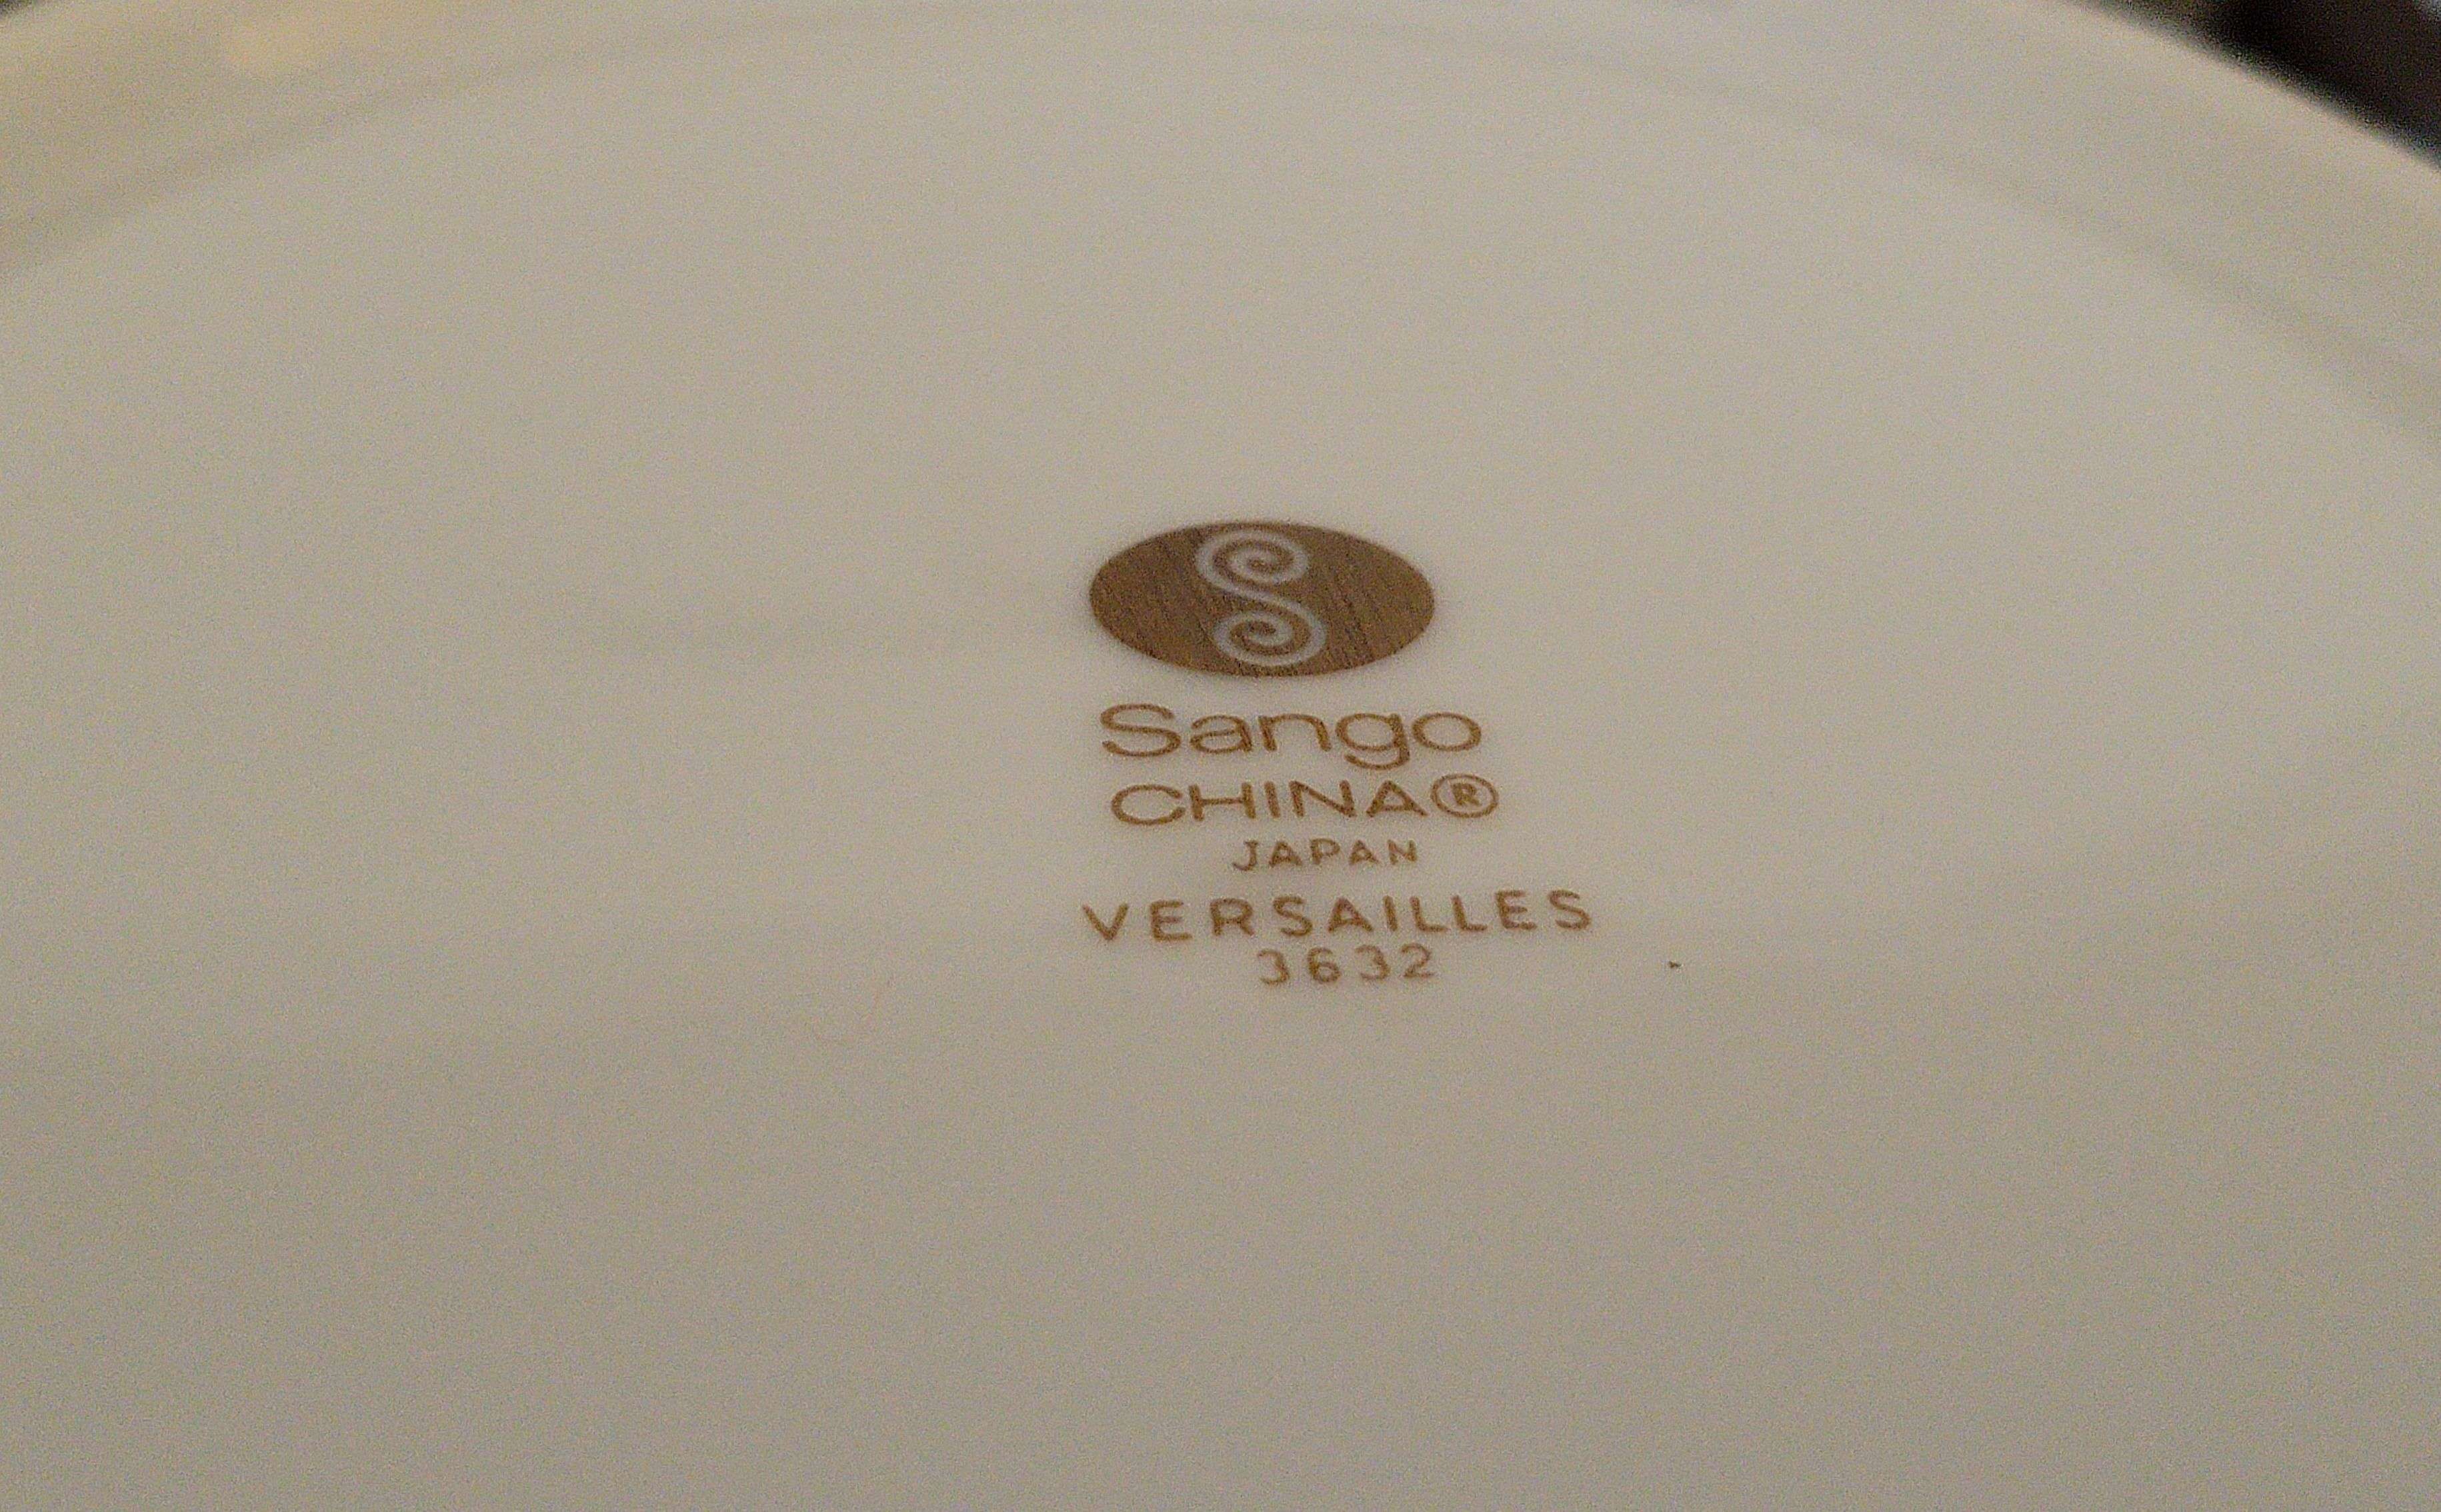 S
Sango
CHINA®
JAPAN
VERSAILLES
3632